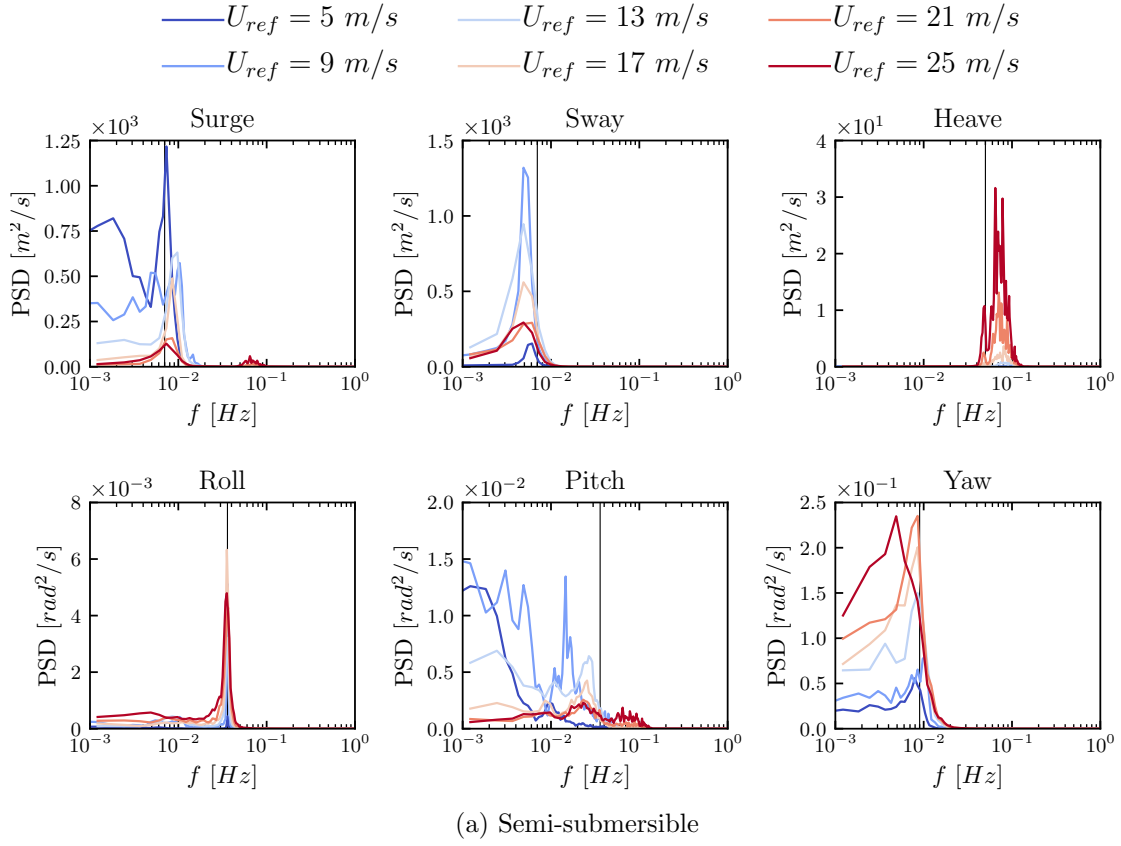 U_ref = 5 m/s U_ref = 13 m/s U_ref = 21 m/s
U_ref = 9 m/s U_ref = 17 m/s U_ref = 25 m/s
Surge
×10^3
1.25
1.00
0.75
0.50
0.25
0.00
PSD [m^2/s]
10^−3 10^−2 10^−1 10^0
f [Hz]
Sway
×10^3
1.5
1.2
0.9
0.6
0.3
0.0
PSD [m^2/s]
10^−3 10^−2 10^−1 10^0
f [Hz]
Heave
×10^1
4
3
2
1
0
PSD [m^2/s]
10^−3 10^−2 10^−1 10^0
f [Hz]
Roll
×10^−3
8
6
4
2
0
PSD [rad^2/s]
10^−3 10^−2 10^−1 10^0
f [Hz]
Pitch
×10^−2
2.0
1.5
1.0
0.5
0.0
PSD [rad^2/s]
10^−3 10^−2 10^−1 10^0
f [Hz]
Yaw
×10^−1
2.5
2.0
1.5
1.0
0.5
0.0
PSD [rad^2/s]
10^−3 10^−2 10^−1 10^0
f [Hz]
(a) Semi-submersible